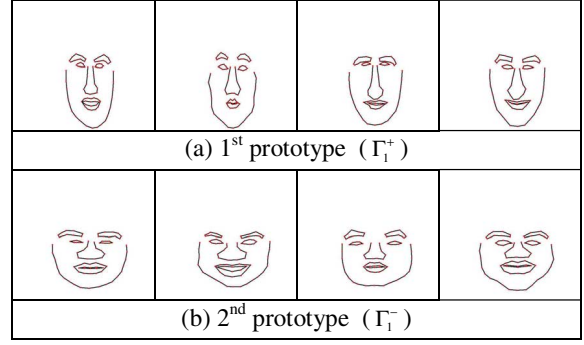 (a) 1st prototype ( Γ₁⁺ )
(b) 2nd prototype ( Γ₁⁻ )